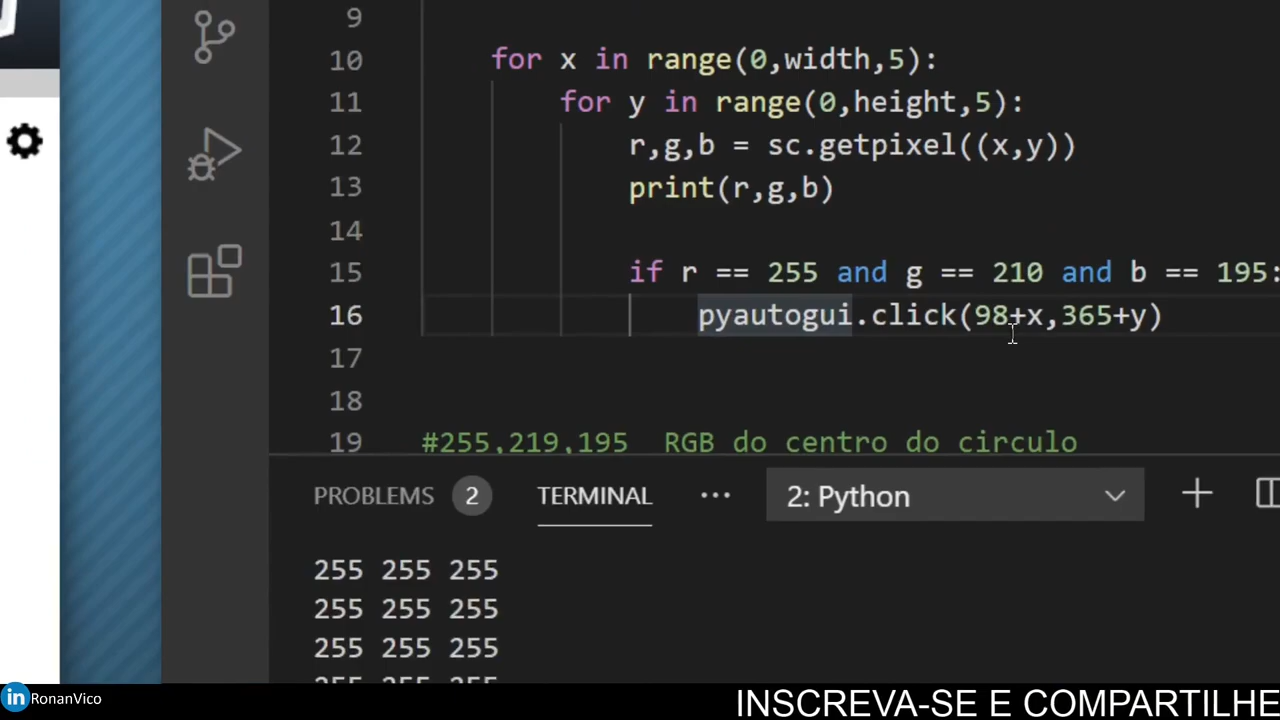 9
10 for x in range(0,width,5):
11 for y in range(0,height,5):
12 r,g,b = sc.getpixel((x,y))
13 print(r,g,b)
14
15 if r == 255 and g == 210 and b == 195:
16 pyautogui.click(98+x,365+y)
17
18
19 #255,219,195 RGB do centro do circulo
PROBLEMS 2 TERMINAL ... 2: Python
255 255 255
255 255 255
255 255 255
in RonanVico
INSCREVA-SE E COMPARTILHE